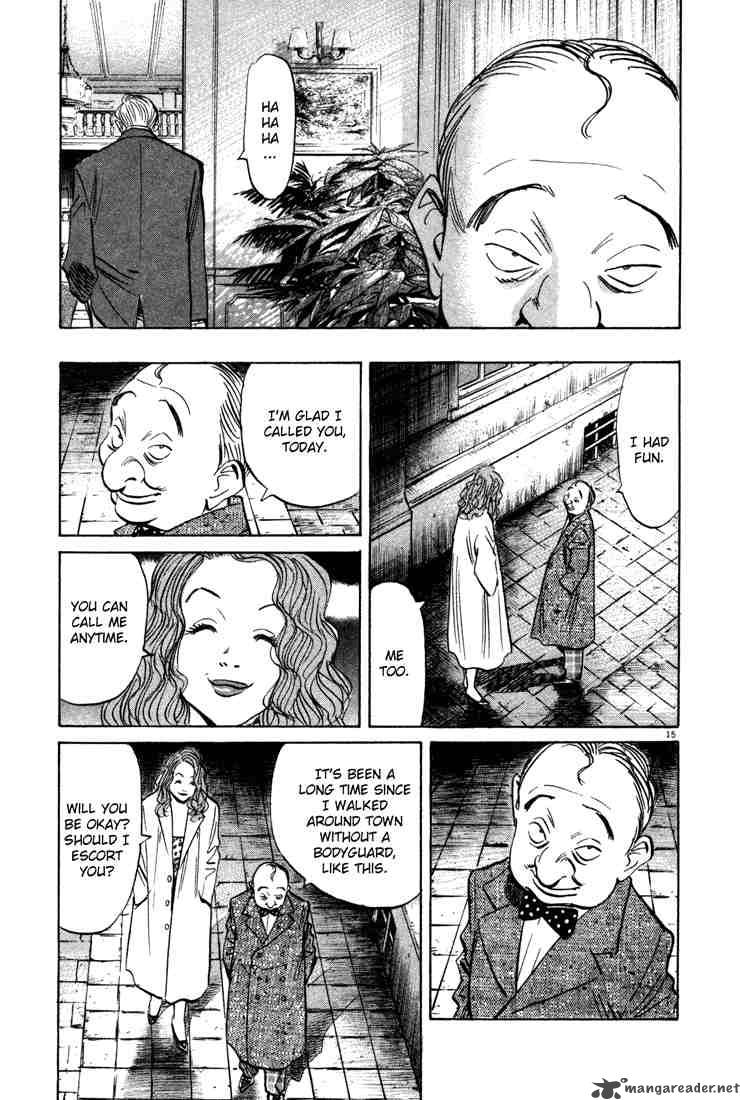 HA
HA
HA
...
I HAD
FUN.
ME
TOO.
I'M GLAD I
CALLED YOU,
TODAY.
YOU CAN
CALL ME
ANYTIME.
15
IT'S BEEN A
LONG TIME SINCE
I WALKED
AROUND TOWN
WITHOUT A
BODYGUARD,
LIKE THIS.
WILL YOU
BE OKAY?
SHOULD I
ESCORT
YOU?
mangareader.net